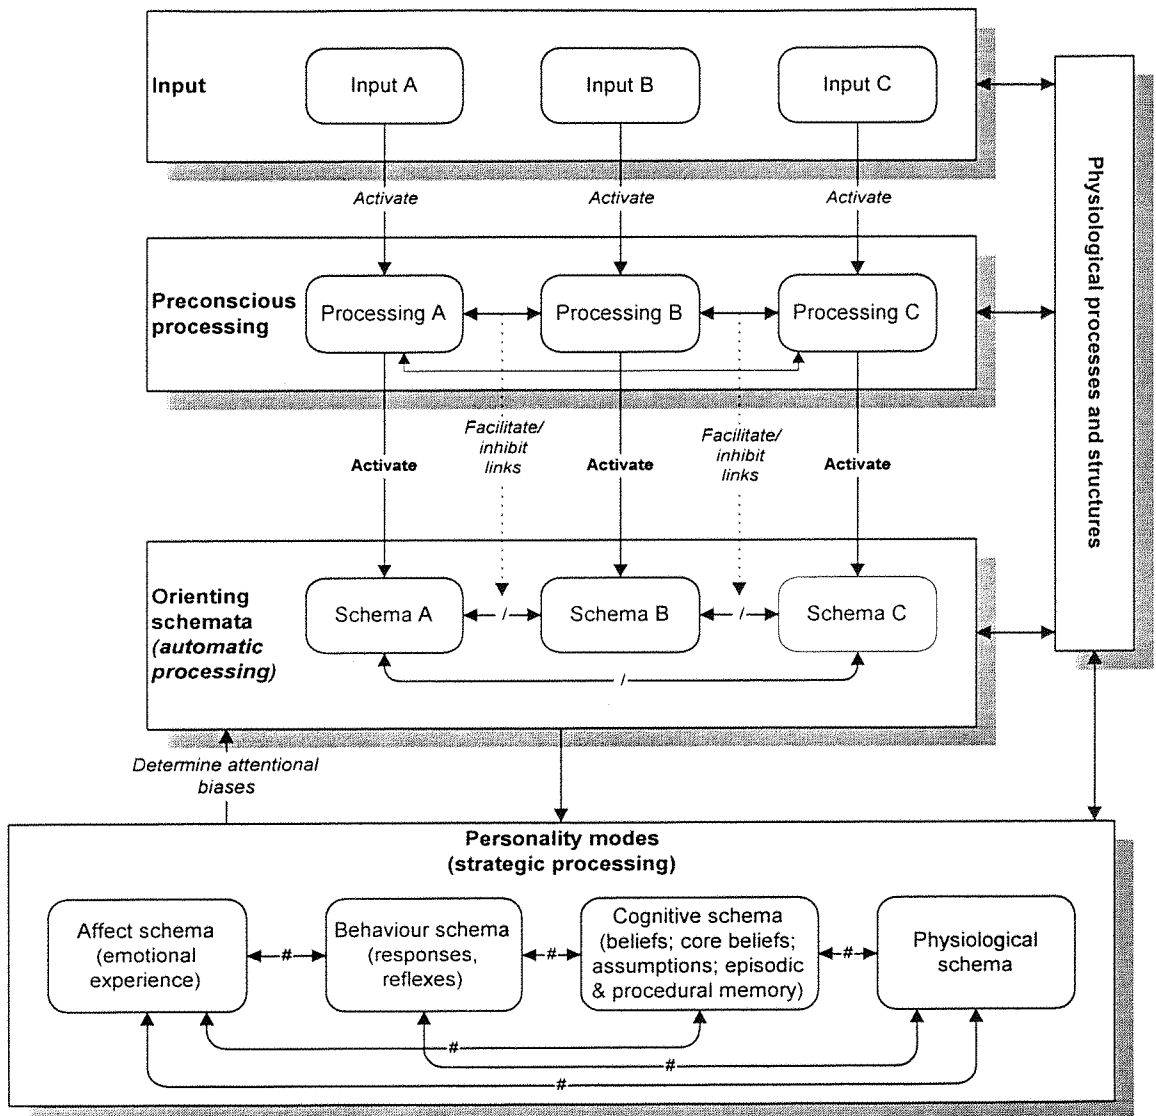 Input
Input A
Input B
Input C
Activate
Activate
Activate
Preconscious
processing
Processing A
Processing B
Processing C
Facilitate/
inhibit
links
Facilitate/
inhibit
links
Activate
Activate
Activate
Orienting
schemata
(automatic
processing)
Schema A
/
Schema B
/
Schema C
/
Physiological processes and structures
Determine attentional
biases
Personality modes
(strategic processing)
Affect schema
(emotional
experience)
#
Behaviour schema
(responses,
reflexes)
#
Cognitive schema
(beliefs; core beliefs;
assumptions; episodic
& procedural memory)
#
Physiological
schema
#
#
#